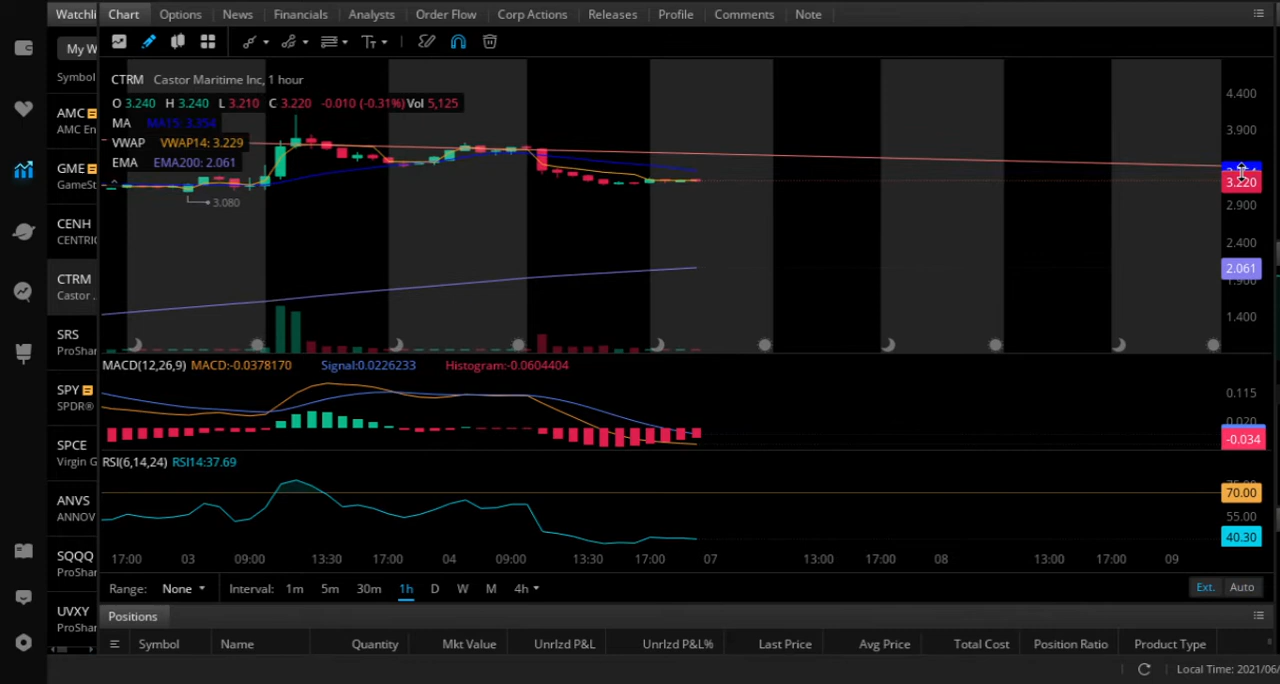 Watchli Chart Options News Financials Analysts Order Flow Corp Actions Releases Profile Comments Note
My W
Symbol
CTRM Castor Maritime Inc, 1 hour
O 3.240 H 3.240 L 3.210 C 3.220 -0.010 (-0.31%) Vol 5,125
MA MA15: 3.354
VWAP VWAP14: 3.229
EMA EMA200: 2.061
3.080
4.400
3.900
3.220
2.900
2.400
2.061
1.900
1.400
AMC
AMC En
GME
GameSt
CENH
CENTRIC
CTRM
Castor .
SRS
ProShar
SPY
SPDR®
SPCE
Virgin G
ANVS
ANNOV
SQQQ
ProShar
UVXY
ProShar
MACD(12,26,9) MACD:-0.0378170 Signal:0.0226233 Histogram:-0.0604404
0.115
0.020
-0.034
RSI(6,14,24) RSI14:37.69
70.00
55.00
40.30
17:00 03 09:00 13:30 17:00 04 09:00 13:30 17:00 07 13:00 17:00 08 13:00 17:00 09
Range: None Interval: 1m 5m 30m 1h D W M 4h Ext. Auto
Positions
Symbol Name Quantity Mkt Value Unrlzd P&L Unrlzd P&L% Last Price Avg Price Total Cost Position Ratio Product Type
Local Time: 2021/06/